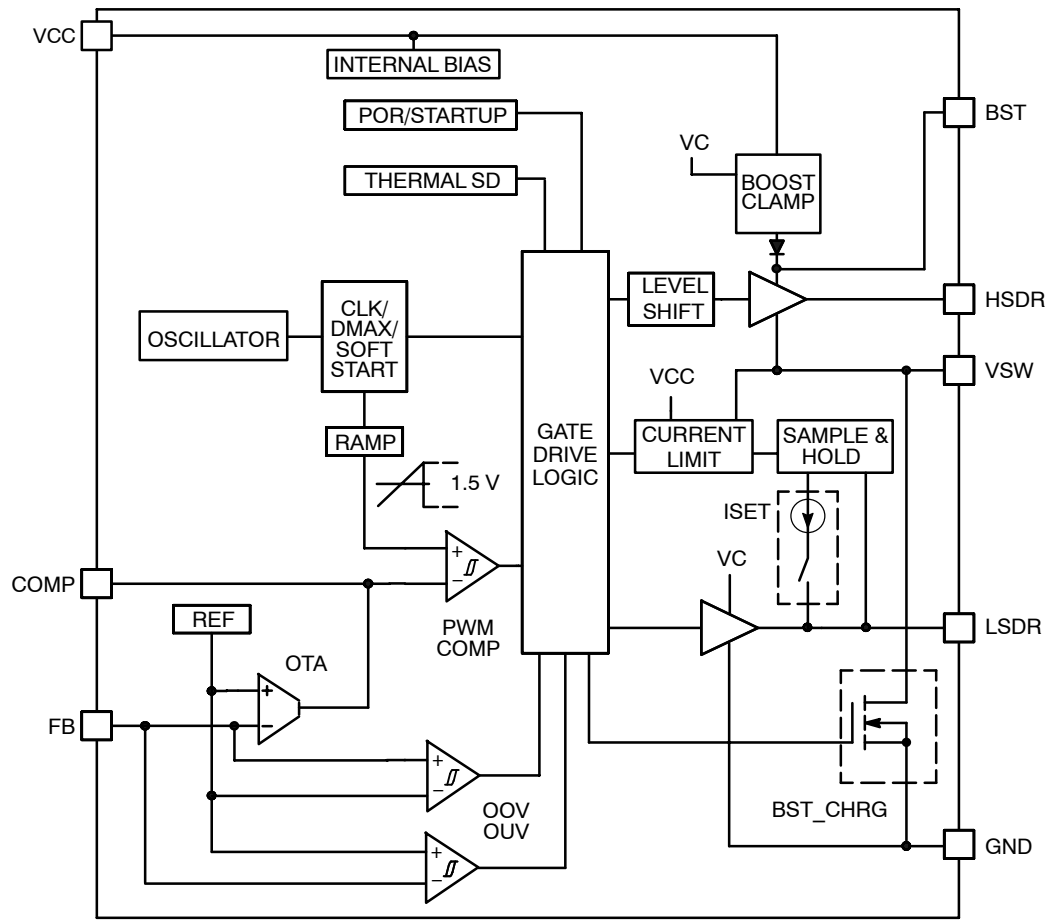 VCC
INTERNAL BIAS
POR/STARTUP
BST
VC
THERMAL SD
BOOST
CLAMP
LEVEL
SHIFT
HSDR
CLK/
DMAX/
SOFT
START
OSCILLATOR
VSW
VCC
RAMP
GATE
DRIVE
LOGIC
CURRENT
LIMIT
SAMPLE &
HOLD
1.5 V
ISET
+
–
VC
COMP
REF
PWM
COMP
LSDR
OTA
+
–
FB
+
–
OOV
OUV
BST_CHRG
+
–
GND